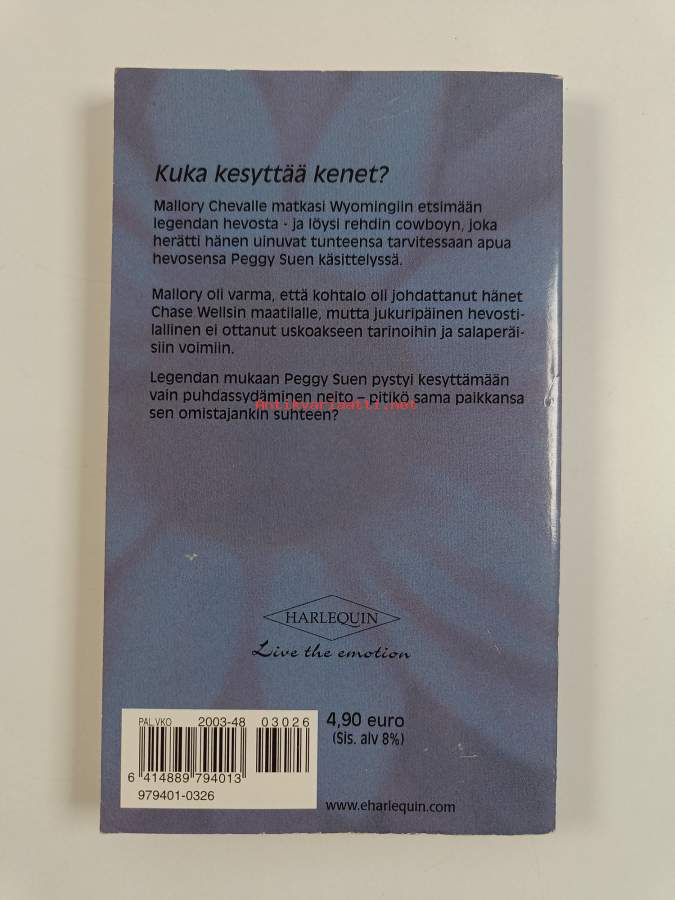 Kuka kesyttää kenet?
Mallory Chevalle matkasi Wyomingiin etsimään
legendan hevosta - ja löysi rehdin cowboyn, joka
herätti hänen uinuvat tunteensa tarvitessaan apua
hevosensa Peggy Suen käsittelyssä.
Mallory oli varma, että kohtalo oli johdattanut hänet
Chase Wellsin maatilalle, mutta jukuripäinen hevosti-
lallinen ei ottanut uskoakseen tarinoihin ja salaperäi-
siin voimiin.
Legendan mukaan Peggy Suen pystyi kesyttämään
vain puhdassydäminen neito – pitikö sama paikkansa
Antikvariaatti.net
sen omistajankin suhteen?
HARLEQUIN
Live the emotion
PAL.VKO 2003-48 03026
6 414889 794013
979401-0326
4,90 euro
(Sis. alv 8%)
www.eharlequin.com